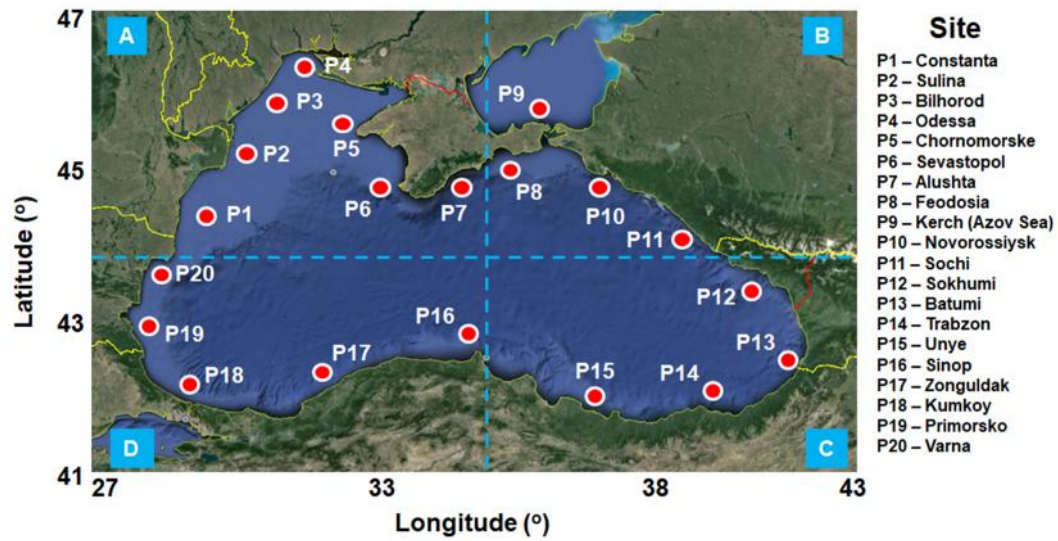 47
A
B
Site
P4
P1 – Constanta
P2 – Sulina
P3
P9
P3 – Bilhorod
P4 – Odessa
P5
P5 – Chornomorske
P2
P6 – Sevastopol
45
P7 – Alushta
P6
P7
P8
P10
P8 – Feodosia
P1
P9 – Kerch (Azov Sea)
P11
P10 – Novorossiysk
P20
P11 – Sochi
P12
P12 – Sokhumi
43
P19
P16
P13 – Batumi
P17
P13
P14 – Trabzon
P18
P15
P14
P15 – Unye
P16 – Sinop
P17 – Zonguldak
D
C
P18 – Kumkoy
P19 – Primorsko
41
P20 – Varna
27
33
38
43
Latitude (o)
Longitude (o)